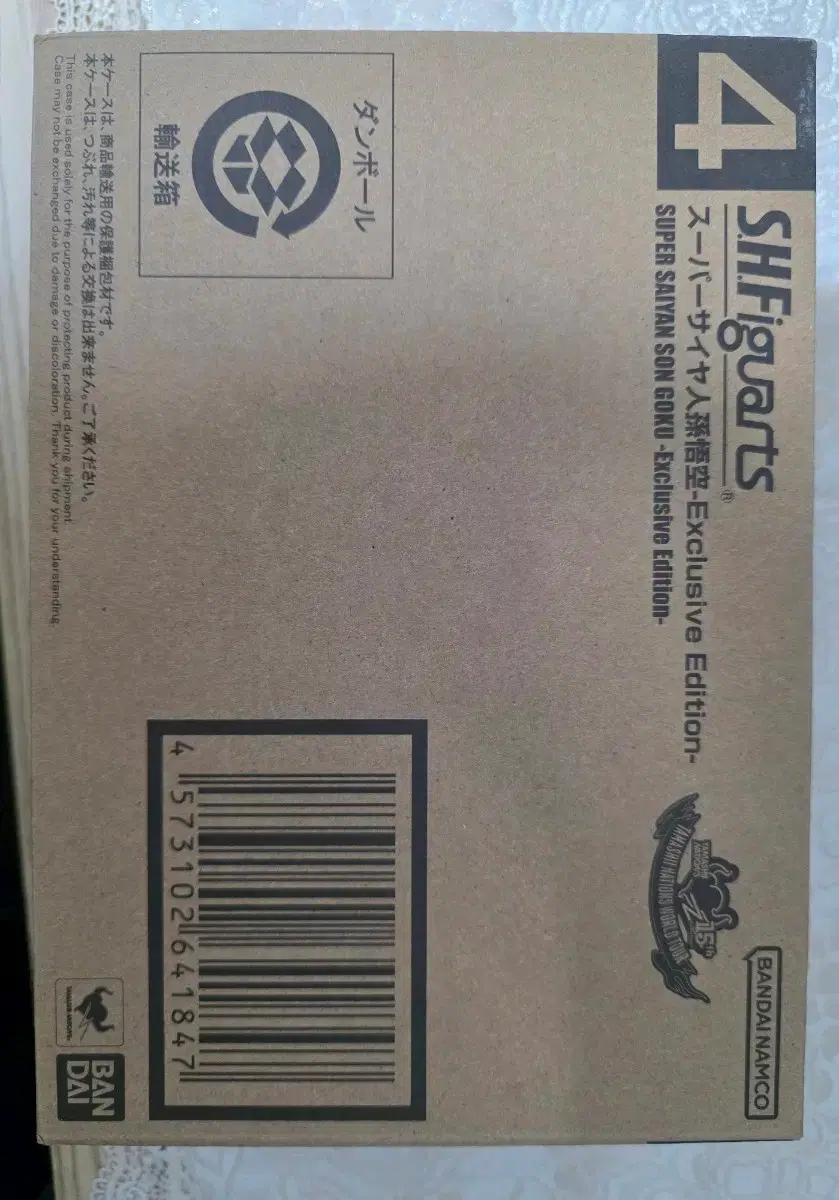 4
S.H.Figuarts®
スーパーサイヤ人孫悟空-Exclusive Edition-
SUPER SAIYAN SON GOKU -Exclusive Edition-
TAMASHII NATIONS
15th
TAMASHII NATIONS WORLD TOUR
BANDAI NAMCO
ダンボール
輸送箱
本ケースは、商品輸送用の保護梱包材です。
本ケースは、つぶれ、汚れ等による交換は出来ません。ご了承ください。
This case is used solely for the purpose of protecting product during shipment.
Case may not be exchanged due to damage or discoloration. Thank you for your understanding.
4 573102 641847
TAMASHII NATIONS
BAN
DAI